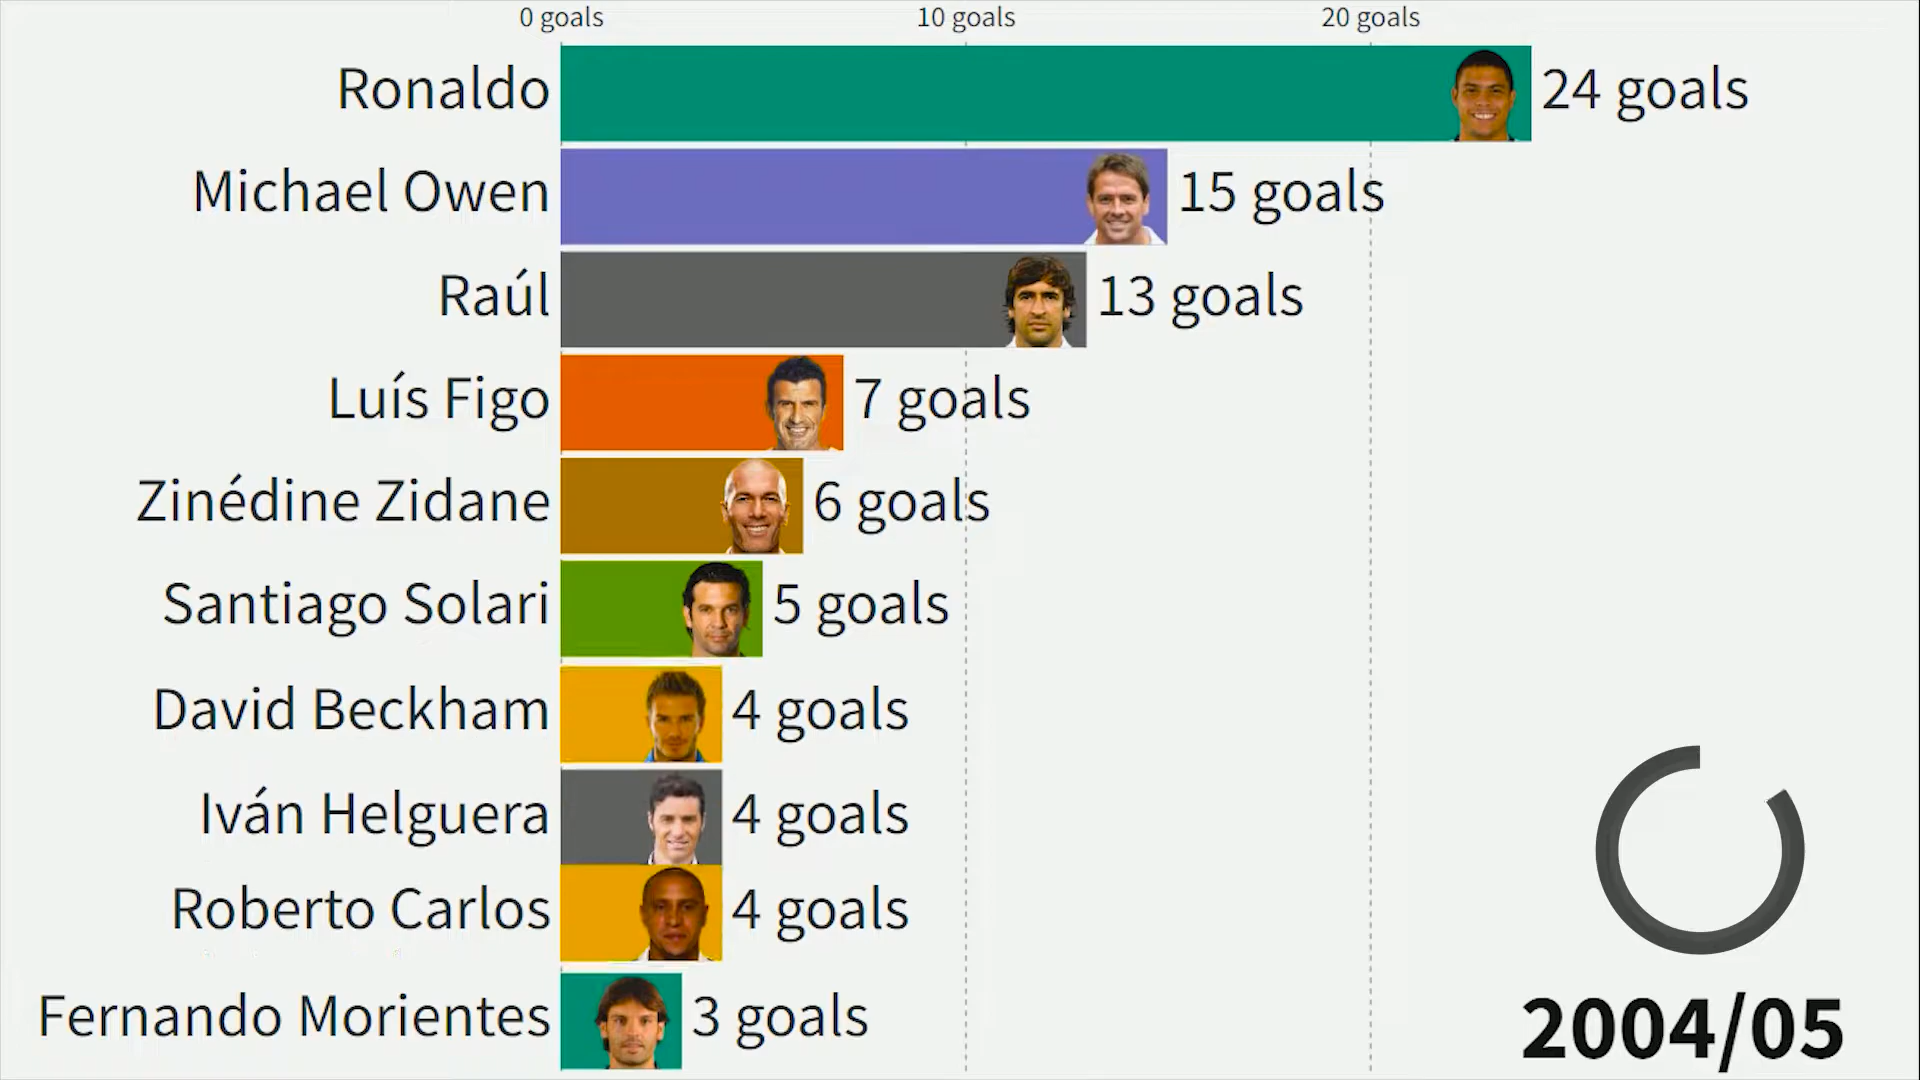 0 goals 10 goals 20 goals
Ronaldo 24 goals
Michael Owen 15 goals
Raúl 13 goals
Luís Figo 7 goals
Zinédine Zidane 6 goals
Santiago Solari 5 goals
David Beckham 4 goals
Iván Helguera 4 goals
Roberto Carlos 4 goals
Fernando Morientes 3 goals
2004/05